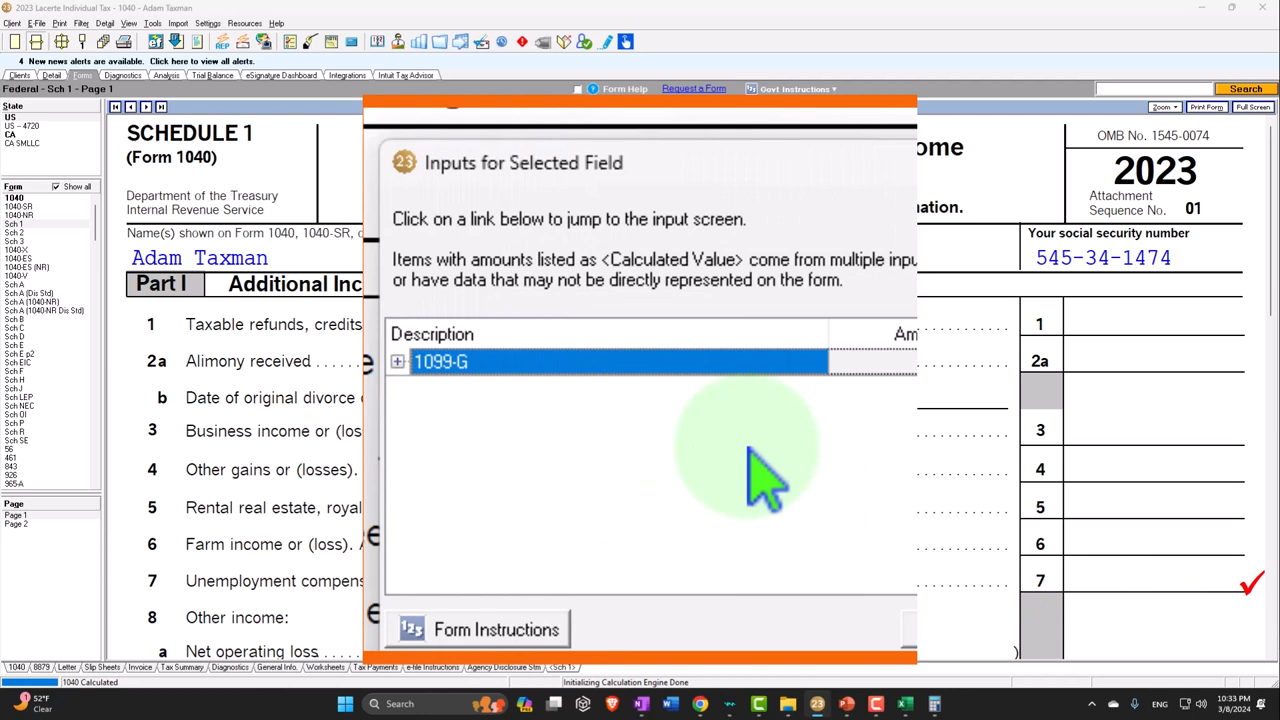 2023 Lacerte Individual Tax - 1040 - Adam Taxman
Client E-File Print Filter Detail View Tools Import Settings Resources Help
4 New news alerts are available. Click here to view all alerts.
Clients Detail Forms Diagnostics Analysis Trial Balance eSignature Dashboard Integrations Intuit Tax Advisor
Federal - Sch 1 - Page 1
Form Help Request a Form Govt Instructions Search
State
US
US - 4720
CA
CA SMLLC
Form Show all
1040
1040-SR
1040-NR
Sch 1
Sch 2
Sch 3
1040-X
1040-ES
1040-ES (NR)
1040-V
Sch A
Sch A (Dis Std)
Sch A (1040-NR)
Sch A (1040-NR Dis Std)
Sch B
Sch C
Sch D
Sch E
Sch E p2
Sch EIC
Sch F
Sch H
Sch J
Sch LEP
Sch NEC
Sch OI
Sch P
Sch R
Sch SE
56
461
843
926
965-A
Page
Page 1
Page 2
Zoom Print Form Full Screen
SCHEDULE 1
(Form 1040)
Department of the Treasury
Internal Revenue Service
ome
mation.
OMB No. 1545-0074
2023
Attachment
Sequence No. 01
Name(s) shown on Form 1040, 1040-SR, o
Your social security number
Adam Taxman
545-34-1474
Part I Additional Inc
1 Taxable refunds, credits 1
2a Alimony received 2a
b Date of original divorce
3 Business income or (los 3
4 Other gains or (losses). 4
5 Rental real estate, royal 5
6 Farm income or (loss). A 6
7 Unemployment compens 7
8 Other income:
a Net operating loss )
23 Inputs for Selected Field
Click on a link below to jump to the input screen.
Items with amounts listed as <Calculated Value> come from multiple inpu
or have data that may not be directly represented on the form.
Description Am
1099-G
123 Form Instructions
1040 8879 Letter Slip Sheets Invoice Tax Summary Diagnostics General Info. Worksheets Tax Payments e-file Instructions Agency Disclosure Stm <Sch 1>
1040 Calculated Initializing Calculation Engine Done
52°F
Clear
Search
10:33 PM
3/8/2024